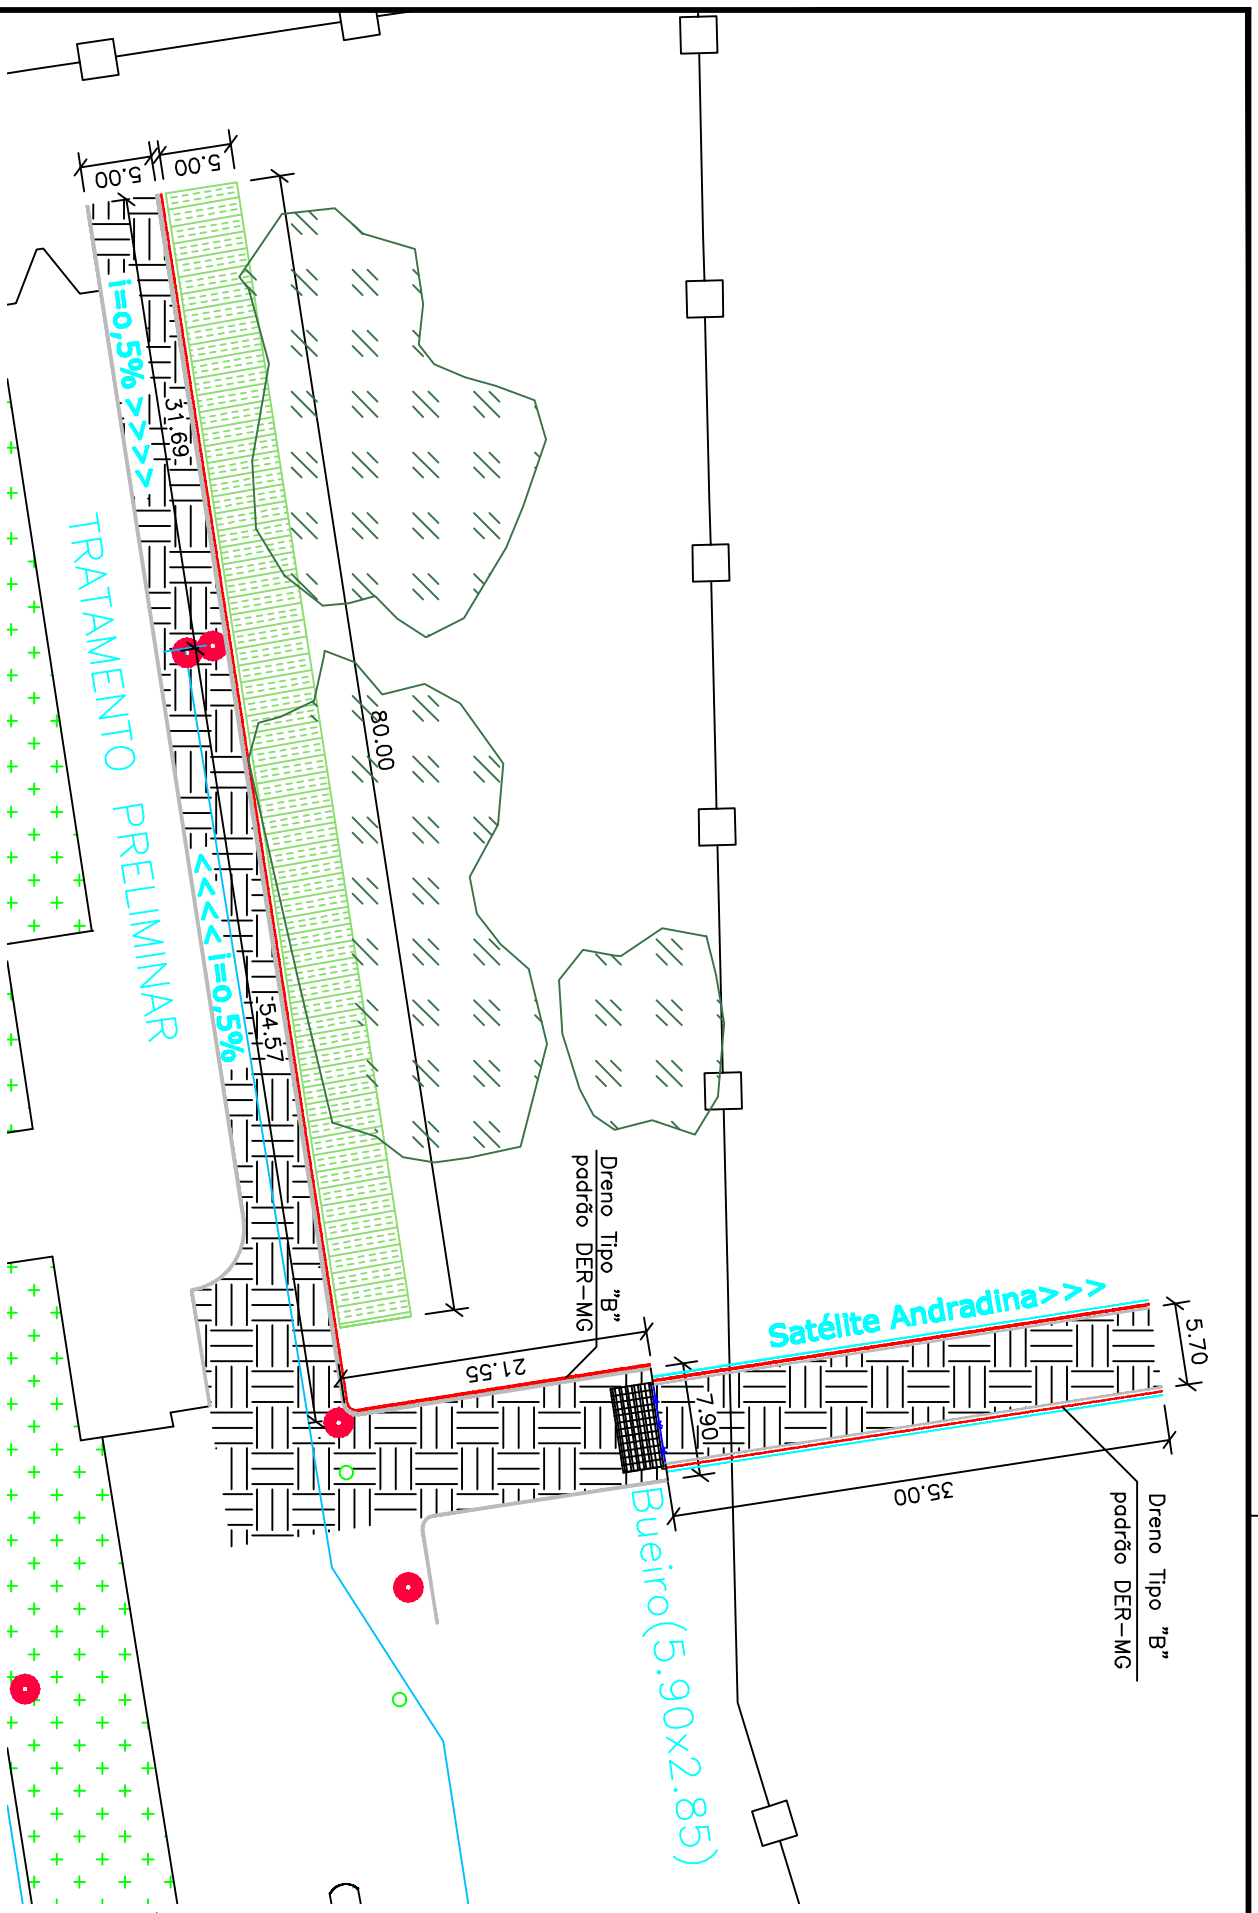 5.00
5.00
i=0,5% >>>>
31.69
TRATAMENTO PRELIMINAR
80.00
<<<< i=0,5%
54.57
Dreno Tipo "B"
padrão DER-MG
21.55
Satélite Andradina>>>
5.70
7.90
35.00
Dreno Tipo "B"
padrão DER-MG
Bueiro(5.90x2.85)